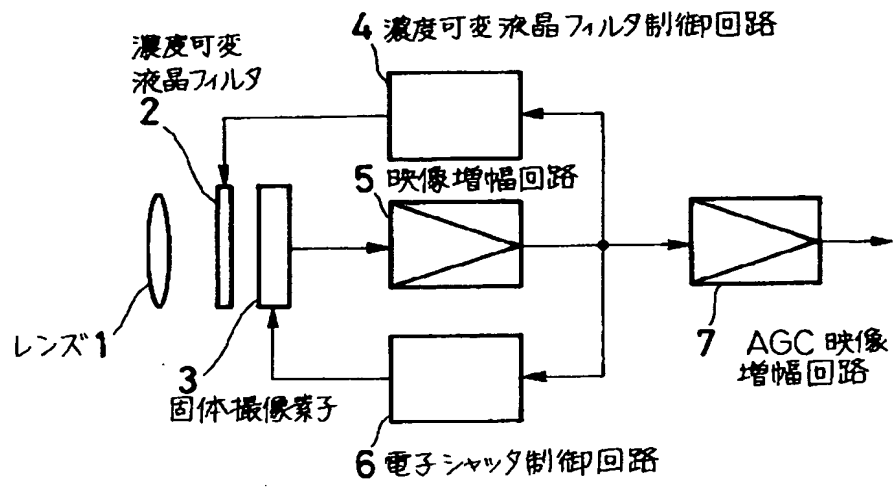 4 濃度可変液晶フィルタ制御回路
濃度可変
液晶フィルタ
2
5 映像増幅回路
レンズ1
3
固体撮像素子
7 AGC 映像
増幅回路
6 電子シャッタ制御回路